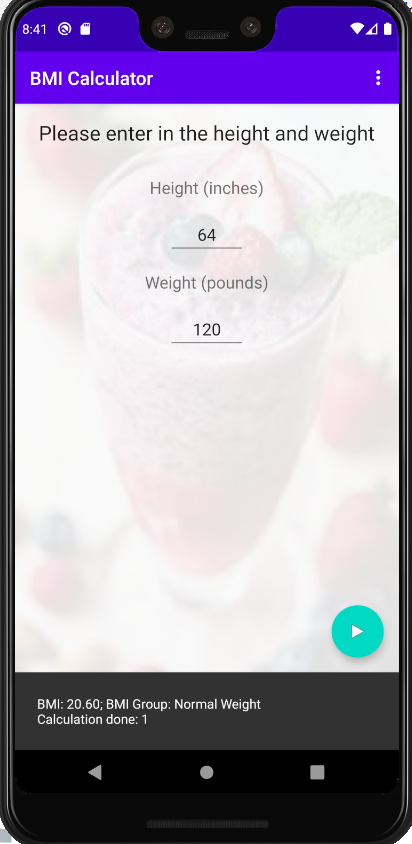 8:41
BMI Calculator
Please enter in the height and weight
Height (inches)
64
Weight (pounds)
120
BMI: 20.60; BMI Group: Normal Weight
Calculation done: 1